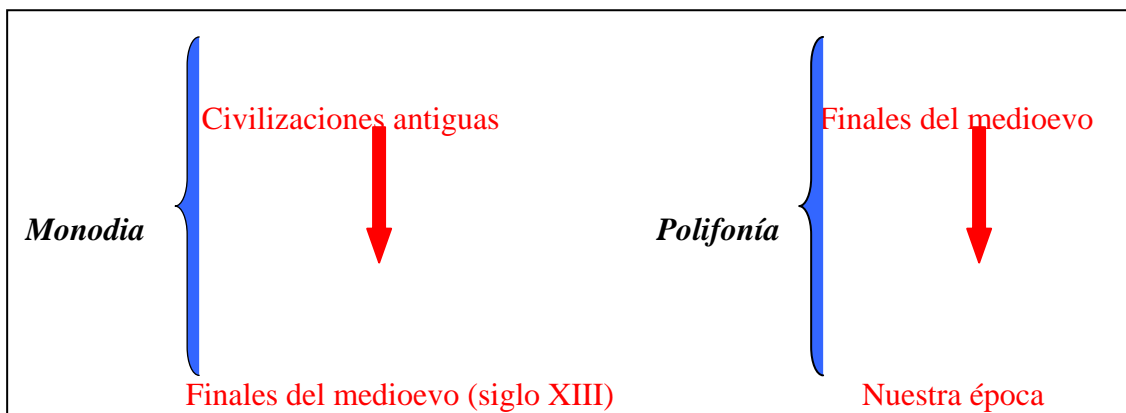 Civilizaciones antiguas
Monodia
Finales del medioevo (siglo XIII)
Finales del medioevo
Polifonía
Nuestra época